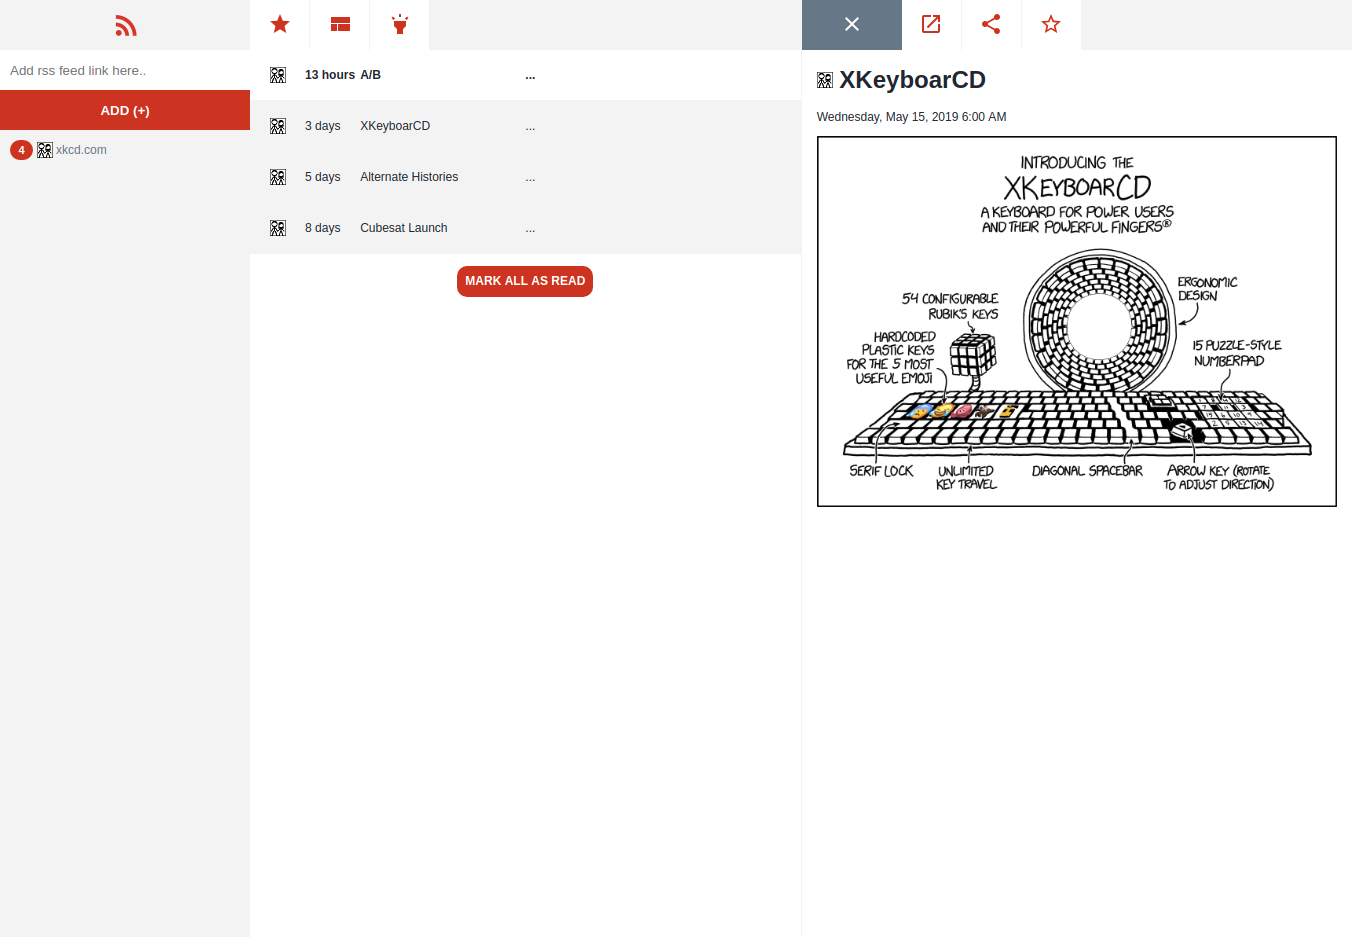 Add rss feed link here..
ADD (+)
4 xkcd.com
13 hours A/B ...
3 days XKeyboarCD ...
5 days Alternate Histories ...
8 days Cubesat Launch ...
MARK ALL AS READ
XKeyboarCD
Wednesday, May 15, 2019 6:00 AM
INTRODUCING THE
XKEYBOARCD
A KEYBOARD FOR POWER USERS
AND THEIR POWERFUL FINGERS®
ERGONOMIC
DESIGN
54 CONFIGURABLE
RUBIK'S KEYS
HARDCODED
PLASTIC KEYS
FOR THE 5 MOST
USEFUL EMOJI
15 PUZZLE-STYLE
NUMBERPAD
SERIF LOCK
UNLIMITED
KEY TRAVEL
DIAGONAL SPACEBAR
ARROW KEY (ROTATE
TO ADJUST DIRECTION)